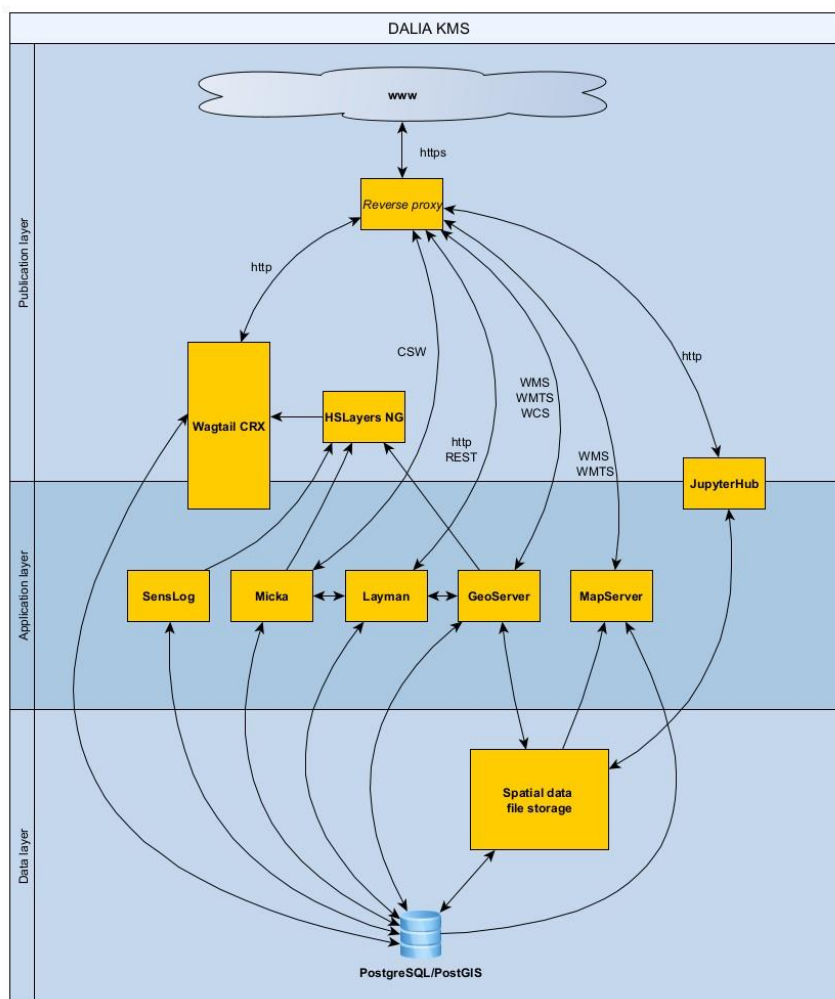 DALIA KMS
Publication layer
www
https
Reverse proxy
http
CSW
WMS
WMTS
WCS
http
http
REST
WMS
WMTS
Wagtail CRX
HSLayers NG
JupyterHub
Application layer
SensLog
Micka
Layman
GeoServer
MapServer
Data layer
Spatial data
file storage
PostgreSQL/PostGIS